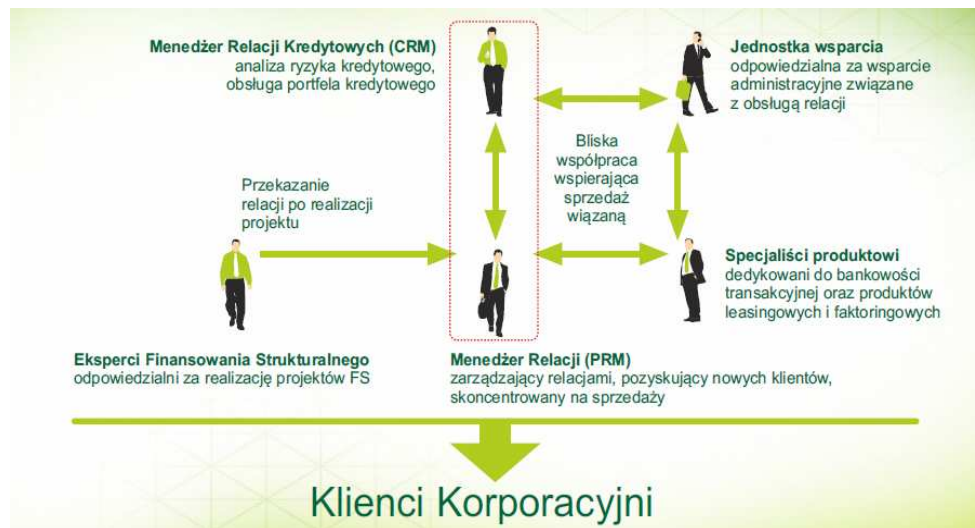 Menedżer Relacji Kredytowych (CRM)
analiza ryzyka kredytowego,
obsługa portfela kredytowego
Jednostka wsparcia
odpowiedzialna za wsparcie
administracyjne związane
z obsługą relacji
Bliska
współpraca
wspierająca
sprzedaż
wiązaną
Przekazanie
relacji po realizacji
projektu
Specjaliści produktowi
dedykowani do bankowości
transakcyjnej oraz produktów
leasingowych i faktoringowych
Eksperci Finansowania Strukturalnego
odpowiedzialni za realizację projektów FS
Menedżer Relacji (PRM)
zarządzający relacjami, pozyskujący nowych klientów,
skoncentrowany na sprzedaży
Klienci Korporacyjni